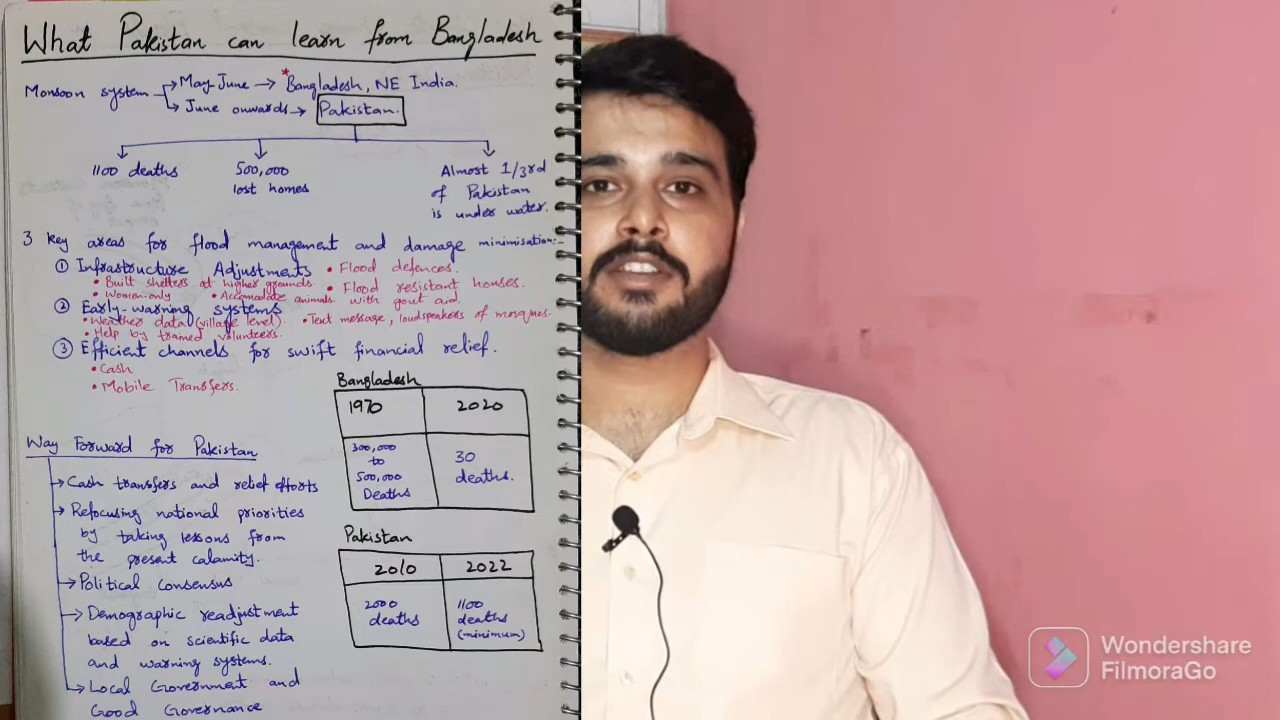 What Pakistan can learn from Bangladesh
Monsoon system → May-June → *Bangladesh, NE India.
→ June onwards → Pakistan.
1100 deaths
500,000
lost homes
Almost 1/3rd
of Pakistan
is under water.
3 key areas for flood management and damage minimisation:-
① Infrastructure Adjustments • Flood defences.
• Built shelters at higher grounds. • Flood resistant houses.
• Women-only • Accomodate animals with govt aid.
② Early-warning systems
• Weather data (village level). • Text message, loudspeakers of mosques.
• Help by trained volunteers.
③ Efficient channels for swift financial relief.
• Cash
• Mobile Transfers.
Bangladesh
1970 2020
300,000
to
500,000
Deaths
30
deaths.
Way Forward for Pakistan
→ Cash transfers and relief efforts
→ Refocusing national priorities
by taking lessons from
the present calamity.
→ Political consensus
→ Demographic readjustment
based on scientific data
and warning systems.
→ Local Government and
Good Governance
Pakistan
2010 2022
2000
deaths
1100
deaths
(minimum)
Wondershare
FilmoraGo